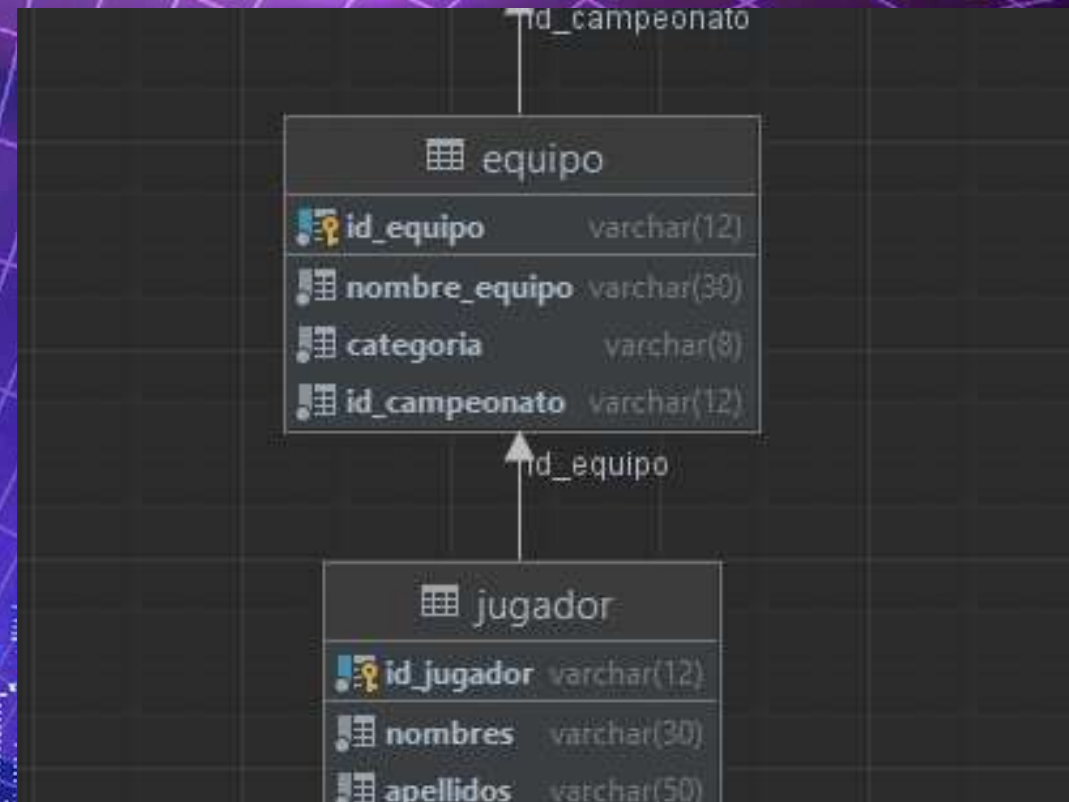 id_campeonato
equipo
id_equipo varchar(12)
nombre_equipo varchar(30)
categoria varchar(8)
id_campeonato varchar(12)
id_equipo
jugador
id_jugador varchar(12)
nombres varchar(30)
apellidos varchar(50)